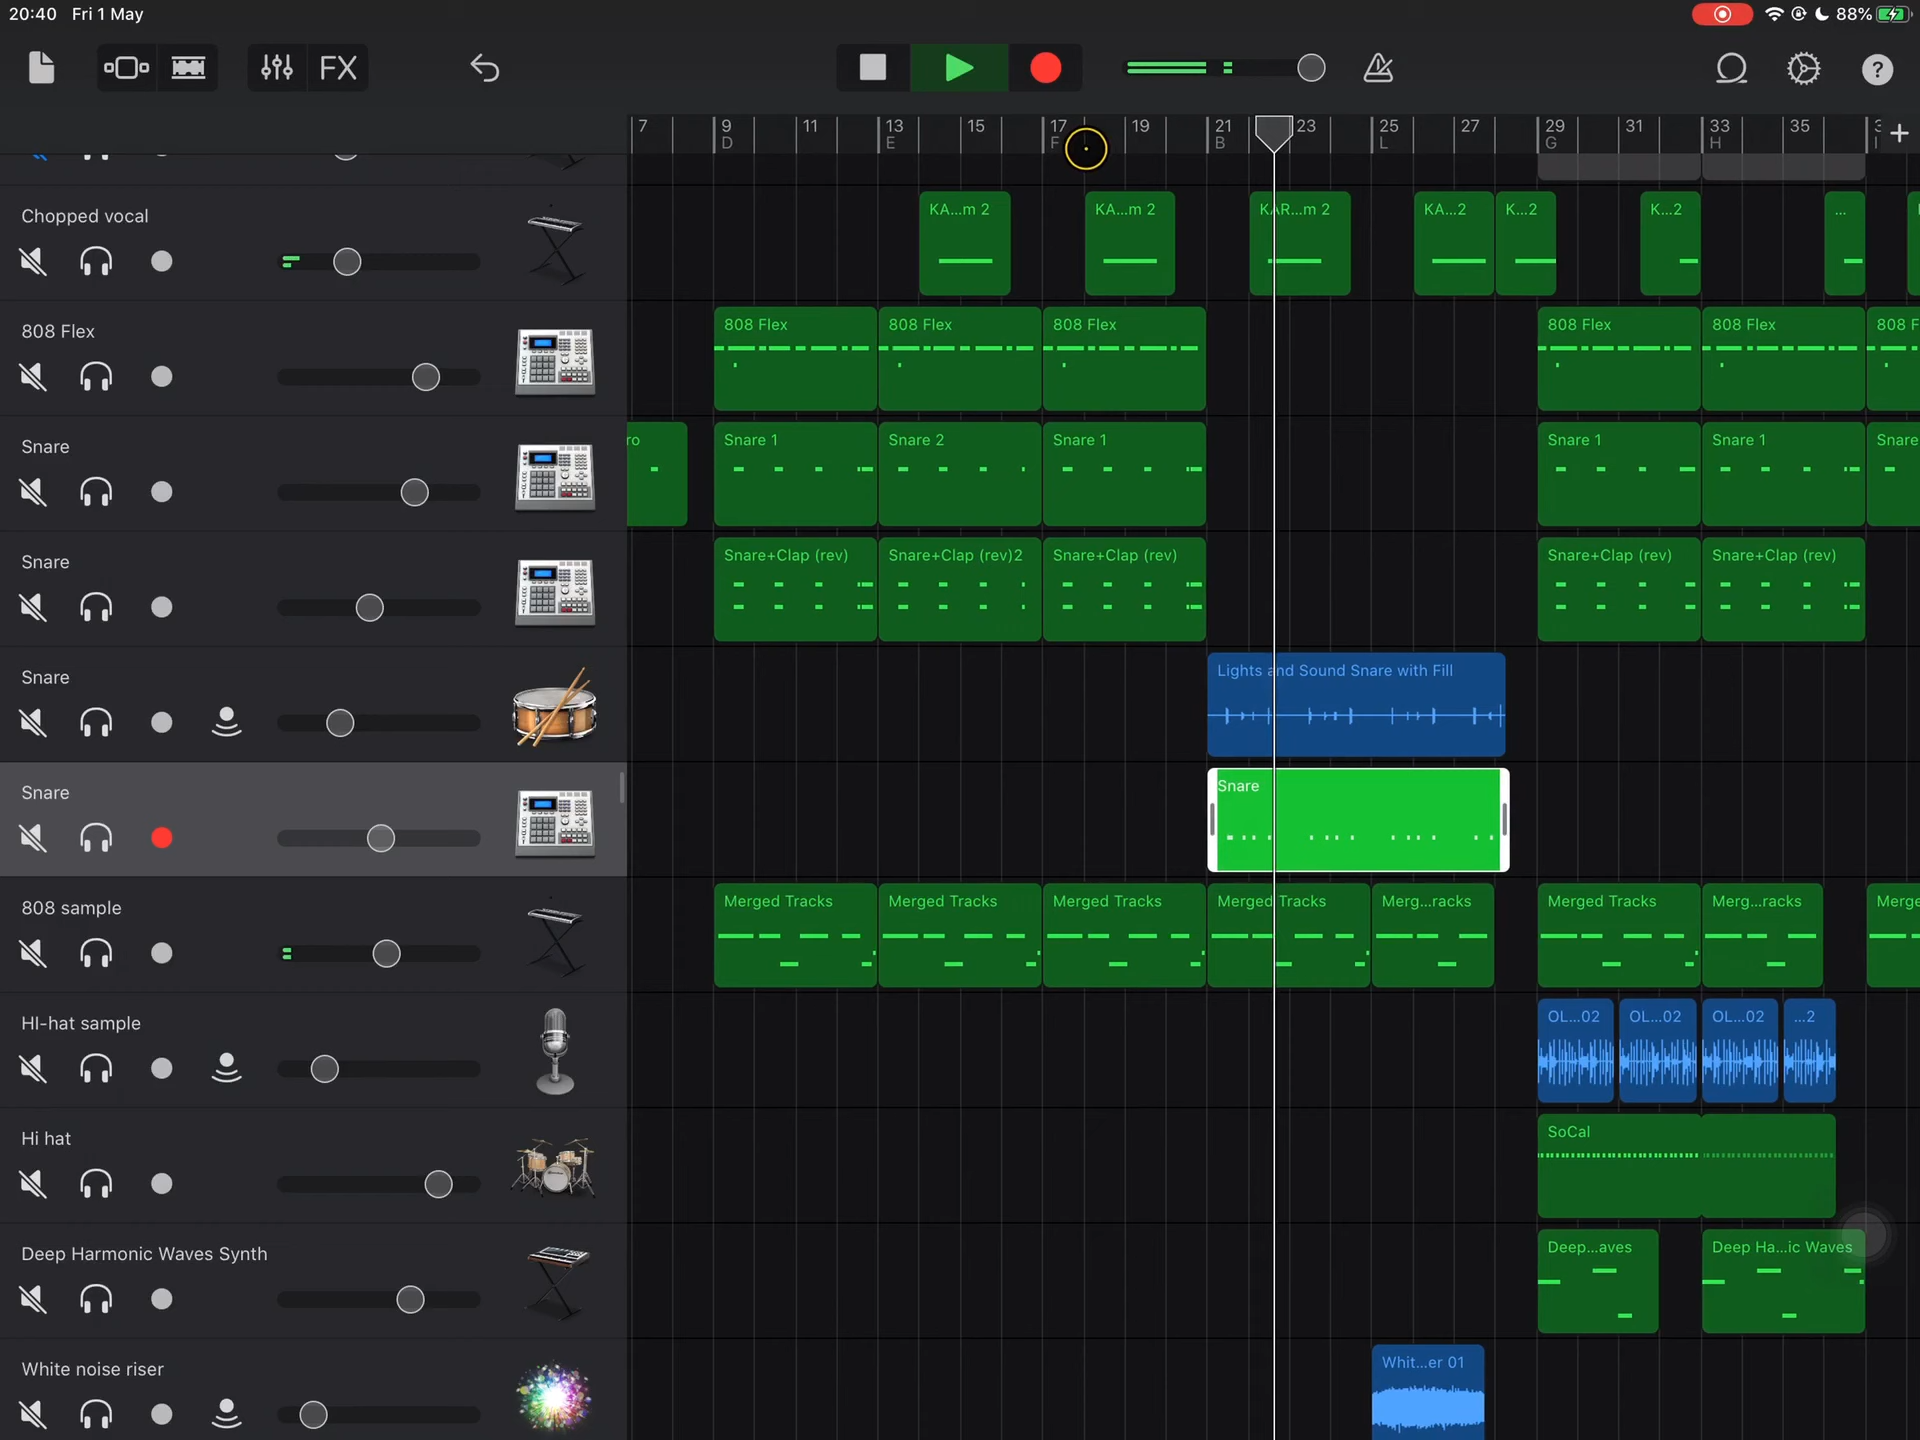 20:40 Fri 1 May
88%
FX
?
7 9 11 13 15 17 19 21 23 25 27 29 31 33 35
D E F B L G H
+
Chopped vocal
KA...m 2 KA...m 2 KAR...m 2 KA...2 K...2 K...2 ...
808 Flex
808 Flex 808 Flex 808 Flex 808 Flex 808 Flex 808 F
Snare
ro Snare 1 Snare 2 Snare 1 Snare 1 Snare 1 Snare
Snare
Snare+Clap (rev) Snare+Clap (rev)2 Snare+Clap (rev) Snare+Clap (rev) Snare+Clap (rev)
Snare
Lights and Sound Snare with Fill
Snare
Snare
808 sample
Merged Tracks Merged Tracks Merged Tracks Merged Tracks Merg...racks Merged Tracks Merg...racks Merge
HI-hat sample
OL...02 OL...02 OL...02 ...2
Hi hat
SoCal
Deep Harmonic Waves Synth
Deep...aves Deep Ha...ic Waves
White noise riser
Whit...er 01